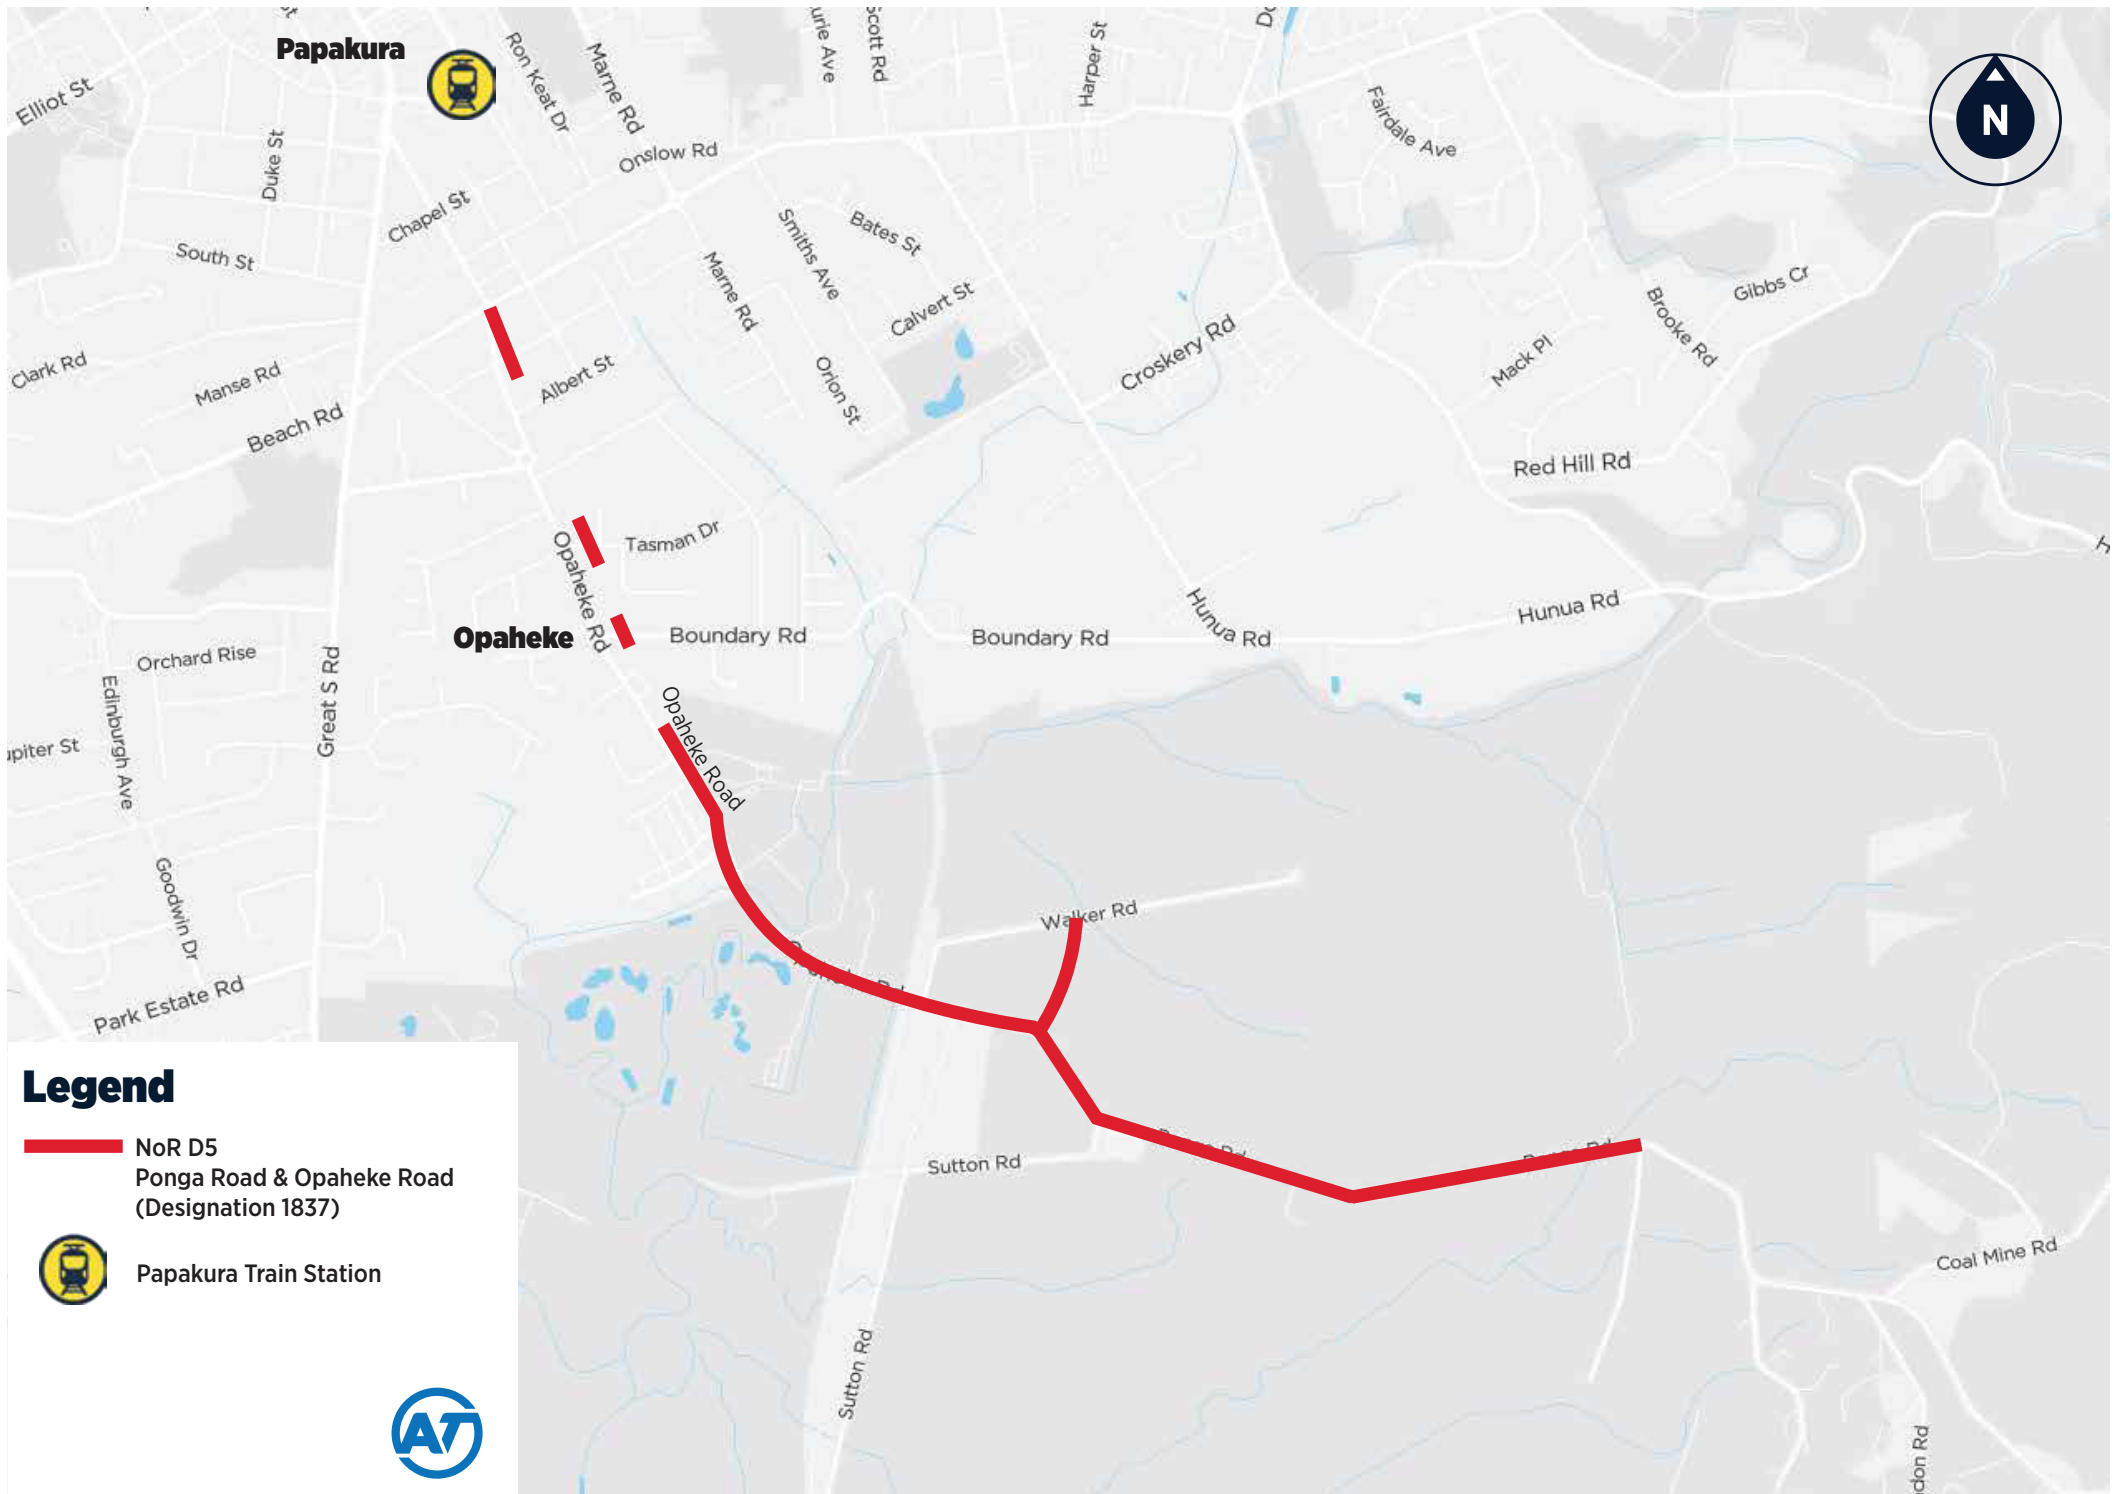 Papakura
Elliot St
Duke St
Ron Keat Dr
Marne Rd
Onslow Rd
Scott Rd
Harper St
Fairdale Ave
N
Chapel St
South St
Smiths Ave
Bates St
Marne Rd
Calvert St
Orion St
Croskery Rd
Brooke Rd
Gibbs Cr
Mack Pl
Clark Rd
Manse Rd
Beach Rd
Albert St
Red Hill Rd
Tasman Dr
Opaheke Rd
Opaheke
Boundary Rd
Boundary Rd
Hunua Rd
Hunua Rd
Orchard Rise
Edinburgh Ave
Great S Rd
Opaheke Road
Goodwin Dr
Walker Rd
Park Estate Rd
Sutton Rd
Coal Mine Rd
Sutton Rd
Legend
NoR D5
Ponga Road & Opaheke Road
(Designation 1837)
Papakura Train Station
AT